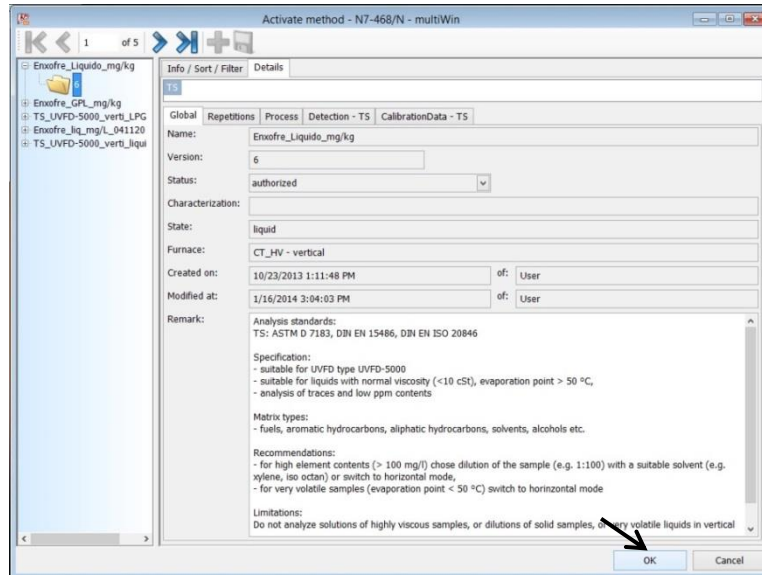 Activate method - N7-468/N - multiWin
1 of 5
Enxofre_Liquido_mg/kg
6
Enxofre_GPL_mg/kg
TS_UVFD-5000_verti_LPG
Enxofre_liq_mg/L_041120
TS_UVFD-5000_verti_liqui
Info / Sort / Filter Details
TS
Global Repetitions Process Detection - TS CalibrationData - TS
Name: Enxofre_Liquido_mg/kg
Version: 6
Status: authorized
Characterization:
State: liquid
Furnace: CT_HV - vertical
Created on: 10/23/2013 1:11:48 PM of: User
Modified at: 1/16/2014 3:04:03 PM of: User
Remark: Analysis standards:
TS: ASTM D 7183, DIN EN 15486, DIN EN ISO 20846
Specification:
- suitable for UVFD type UVFD-5000
- suitable for liquids with normal viscosity (<10 cSt), evaporation point > 50 ºC,
- analysis of traces and low ppm contents
Matrix types:
- fuels, aromatic hydrocarbons, aliphatic hydrocarbons, solvents, alcohols etc.
Recommendations:
- for high element contents (> 100 mg/l) chose dilution of the sample (e.g. 1:100) with a suitable solvent (e.g.
xylene, iso octan) or switch to horizontal mode,
- for very volatile samples (evaporation point < 50 ºC) switch to horinzontal mode
Limitations:
Do not analyze solutions of highly viscous samples, or dilutions of solid samples, or very volatile liquids in vertical
OK Cancel